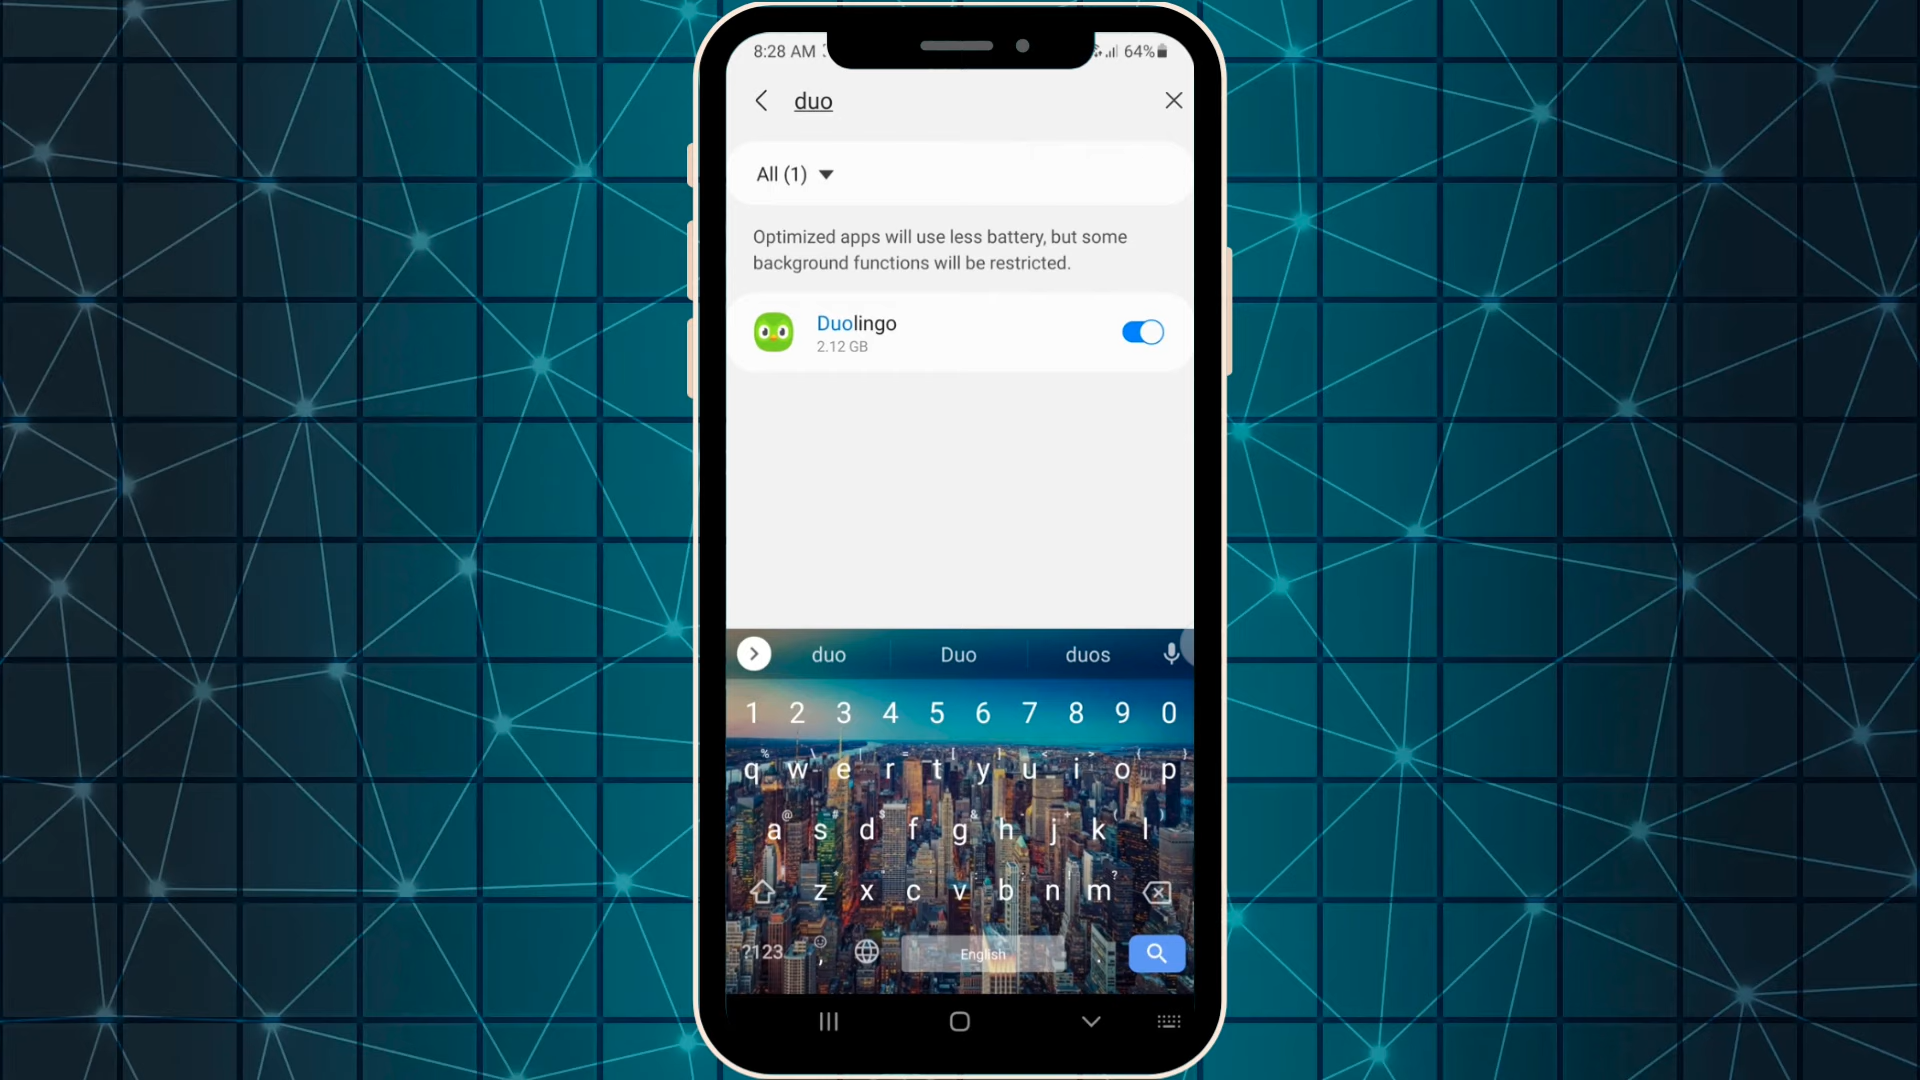 8:28 AM
64%
duo
All (1)
Optimized apps will use less battery, but some
background functions will be restricted.
Duolingo
2.12 GB
duo Duo duos
1 2 3 4 5 6 7 8 9 0
q w e r t y u i o p
a s d f g h j k l
z x c v b n m
?123 , English .